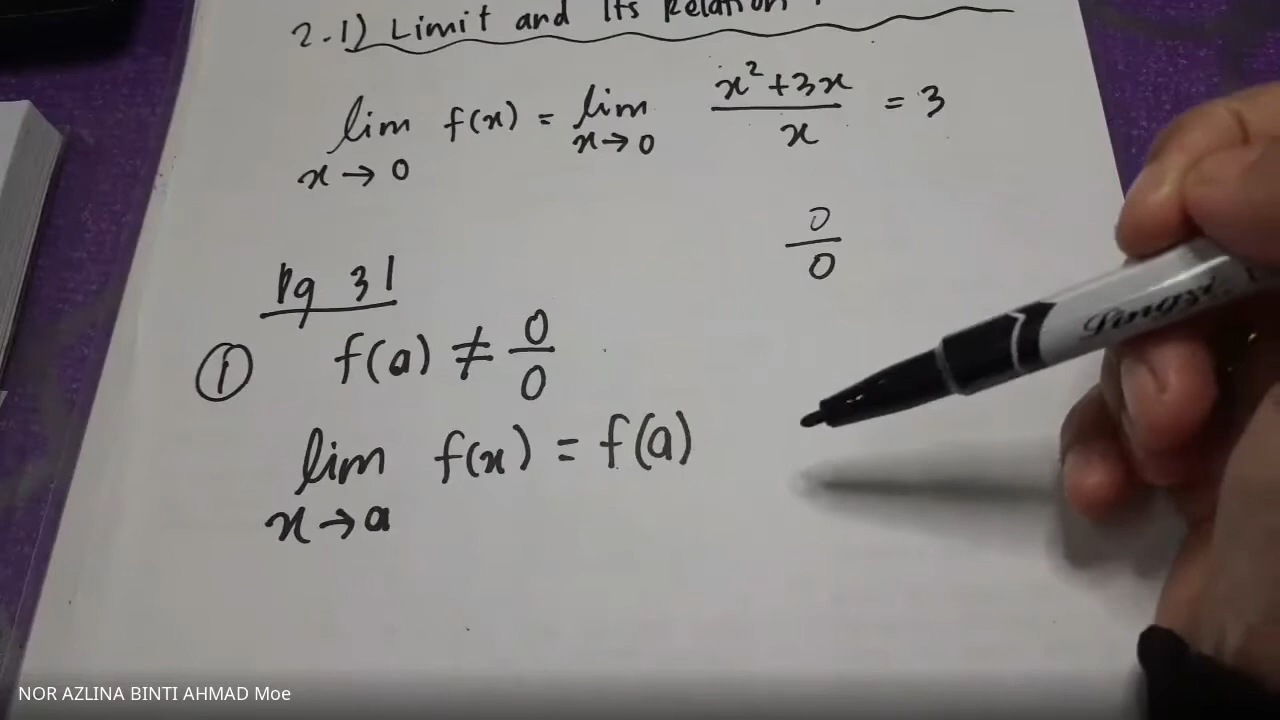 2.1) Limit and Its Relation
lim x→0 f(x) = lim x→0 x²+3x / x = 3
0/0
Pg 31
① f(a) ≠ 0/0
lim x→a f(x) = f(a)
NOR AZLINA BINTI AHMAD Moe